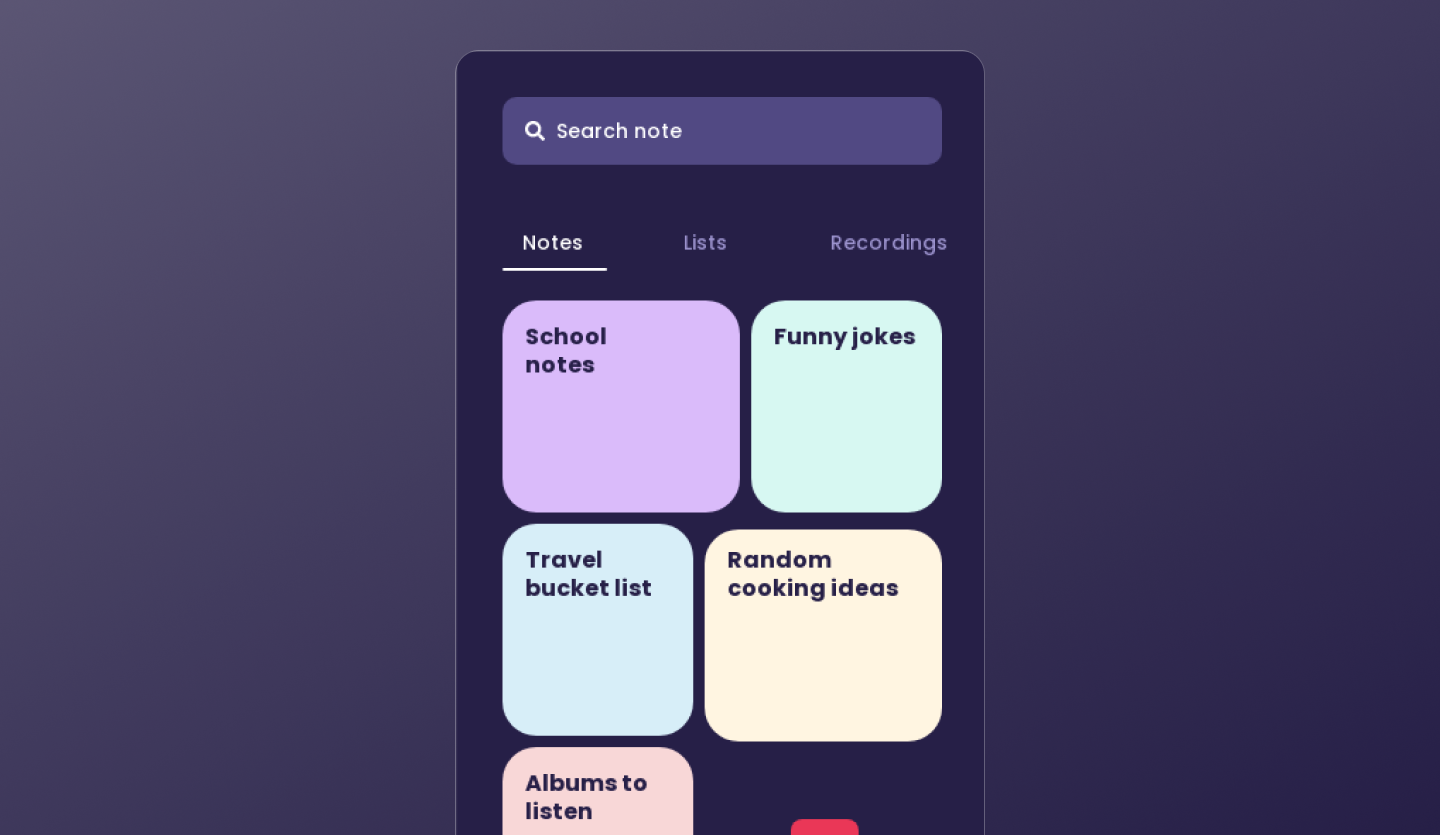 Search note
Notes
Lists
Recordings
School
notes
Funny jokes
Travel
bucket list
Random
cooking ideas
Albums to
listen